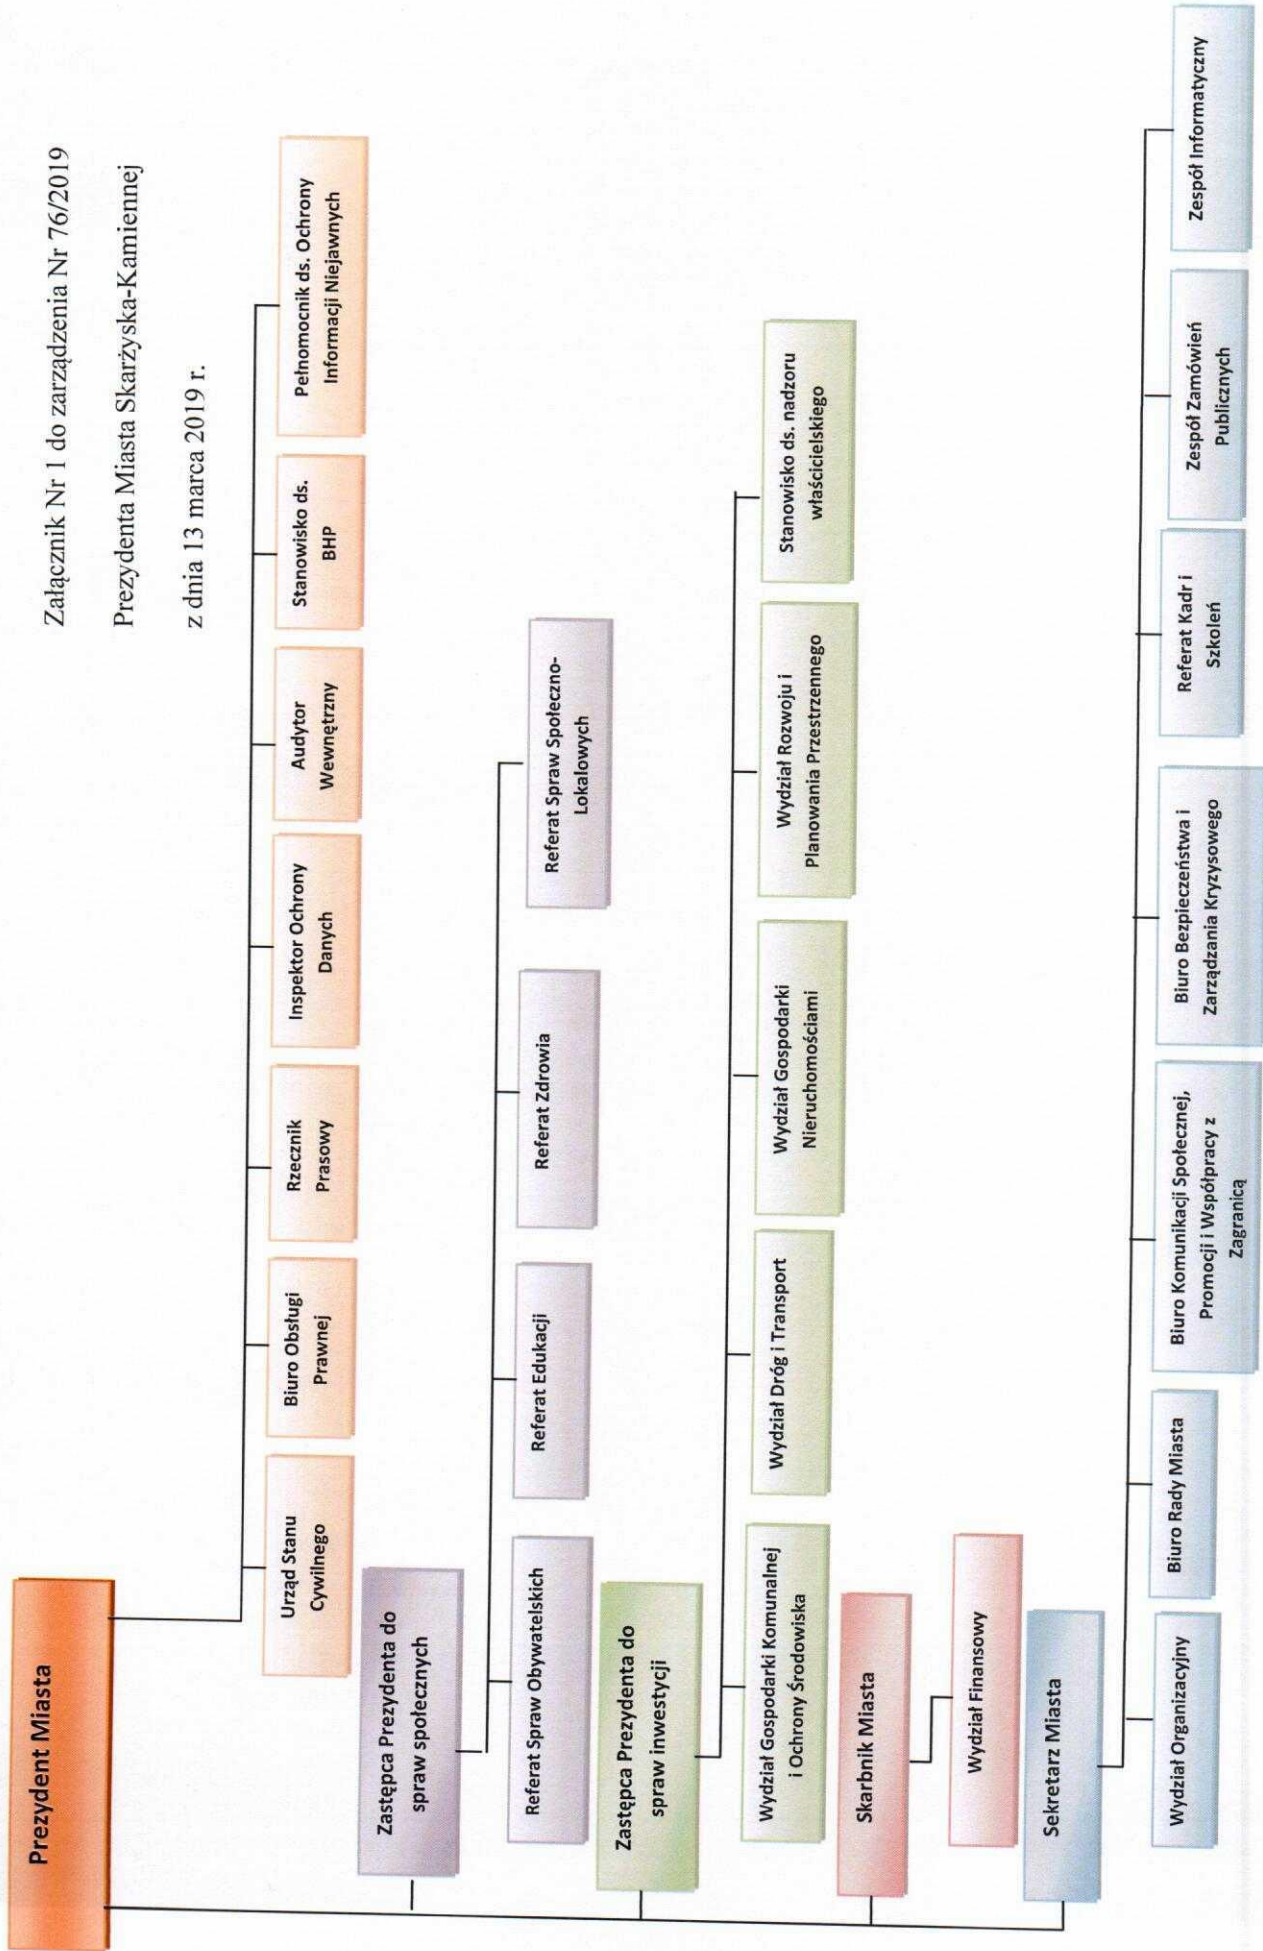 Załącznik Nr 1 do zarządzenia Nr 76/2019
Prezydenta Miasta Skarżyska-Kamiennej
z dnia 13 marca 2019 r.
Prezydent Miasta
Urząd Stanu
Cywilnego
Biuro Obsługi
Prawnej
Rzecznik
Prasowy
Inspektor Ochrony
Danych
Audytor
Wewnętrzny
Stanowisko ds.
BHP
Pełnomocnik ds. Ochrony
Informacji Niejawnych
Zastępca Prezydenta do
spraw społecznych
Referat Spraw Obywatelskich
Referat Edukacji
Referat Zdrowia
Referat Spraw Społeczno-
Lokalowych
Zastępca Prezydenta do
spraw inwestycji
Wydział Gospodarki Komunalnej
i Ochrony Środowiska
Wydział Dróg i Transport
Wydział Gospodarki
Nieruchomościami
Wydział Rozwoju i
Planowania Przestrzennego
Stanowisko ds. nadzoru
właścicielskiego
Skarbnik Miasta
Wydział Finansowy
Sekretarz Miasta
Wydział Organizacyjny
Biuro Rady Miasta
Biuro Komunikacji Społecznej,
Promocji i Współpracy z
Zagranicą
Biuro Bezpieczeństwa i
Zarządzania Kryzysowego
Referat Kadr i
Szkoleń
Zespół Zamówień
Publicznych
Zespół Informatyczny